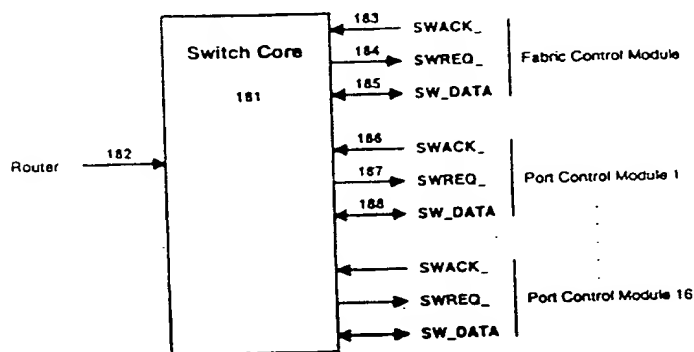 183 SWACK_
Switch Core 184 SWREQ_ Fabric Control Module
181 185 SW_DATA
186 SWACK_
Router 182 187 SWREQ_ Port Control Module 1
188 SW_DATA
SWACK_
SWREQ_ Port Control Module 16
SW_DATA